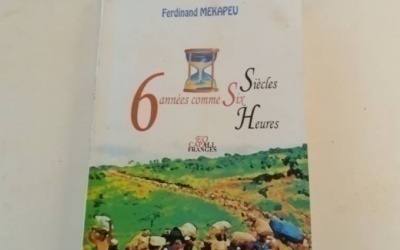 Ferdinand MEKAPEU
6 années comme Six Siècles
Heures